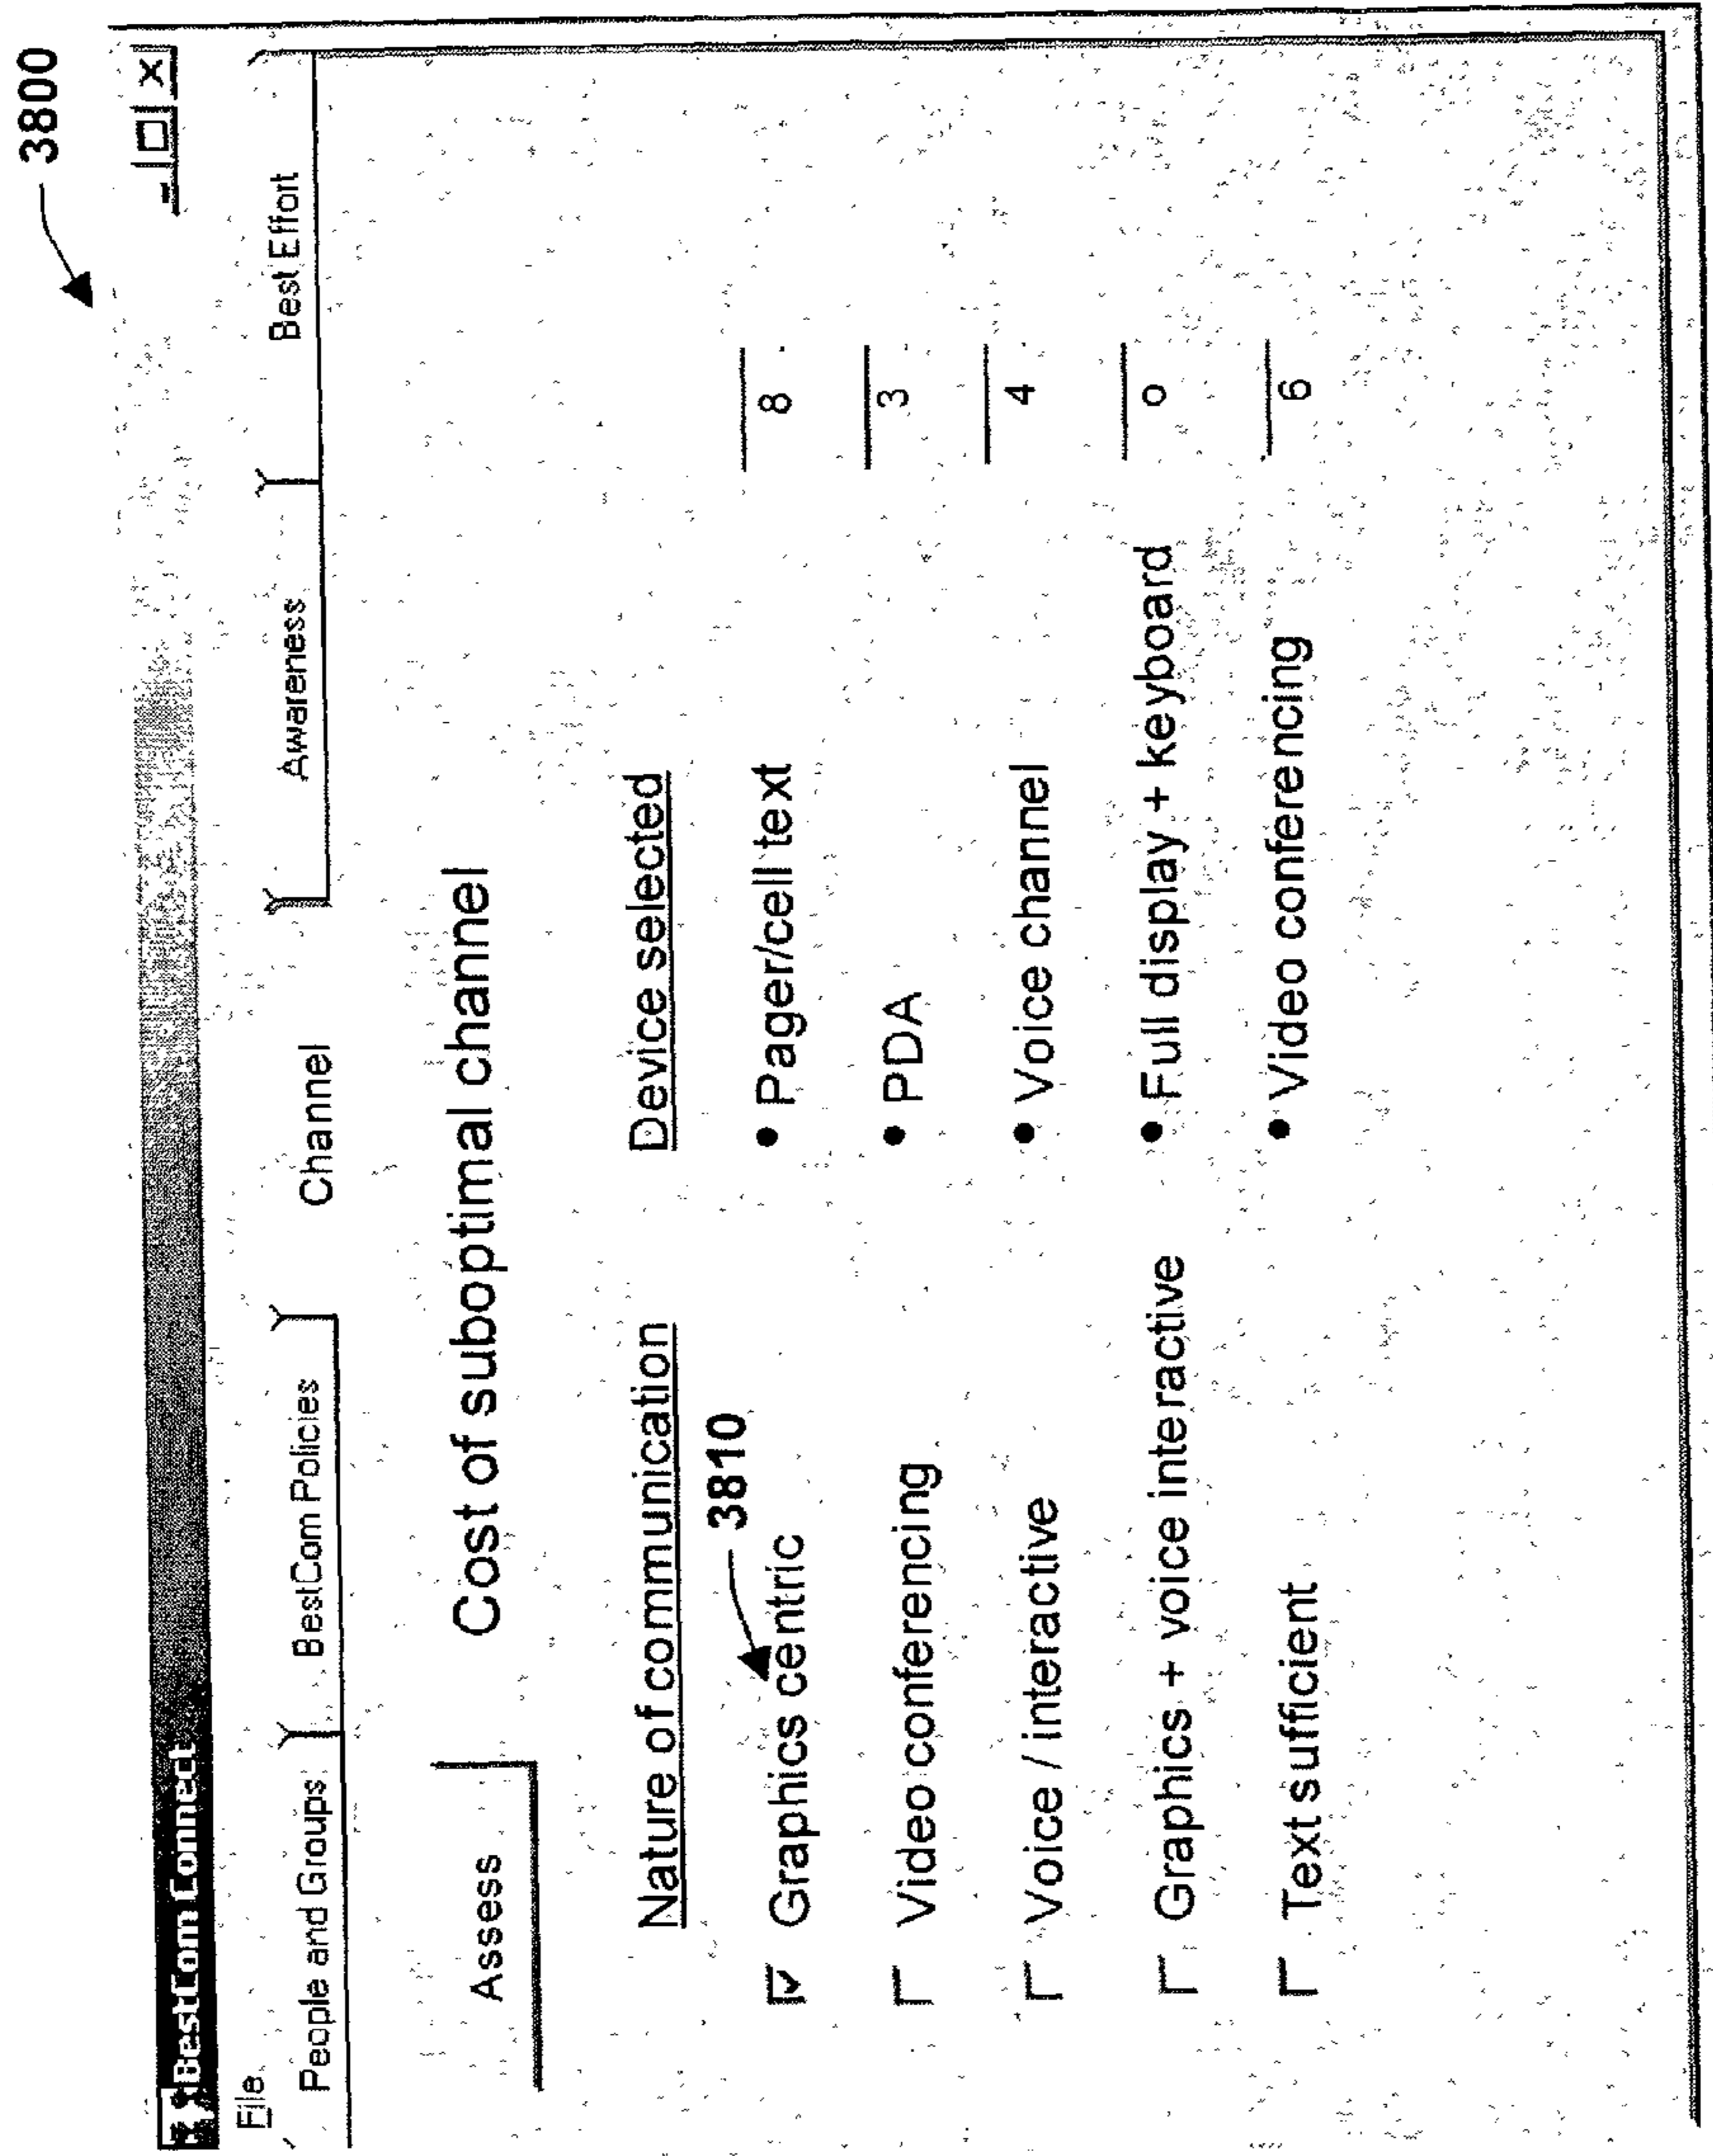 3800
BestCom Connect
File
People and Groups BestCom Policies Channel Awareness Best Effort
Assess Cost of suboptimal channel
Nature of communication Device selected
3810
Graphics centric • Pager/cell text 8
Video conferencing • PDA 3
Voice / interactive • Voice channel 4
Graphics + voice interactive • Full display + keyboard 0
Text sufficient • Video conferencing 6